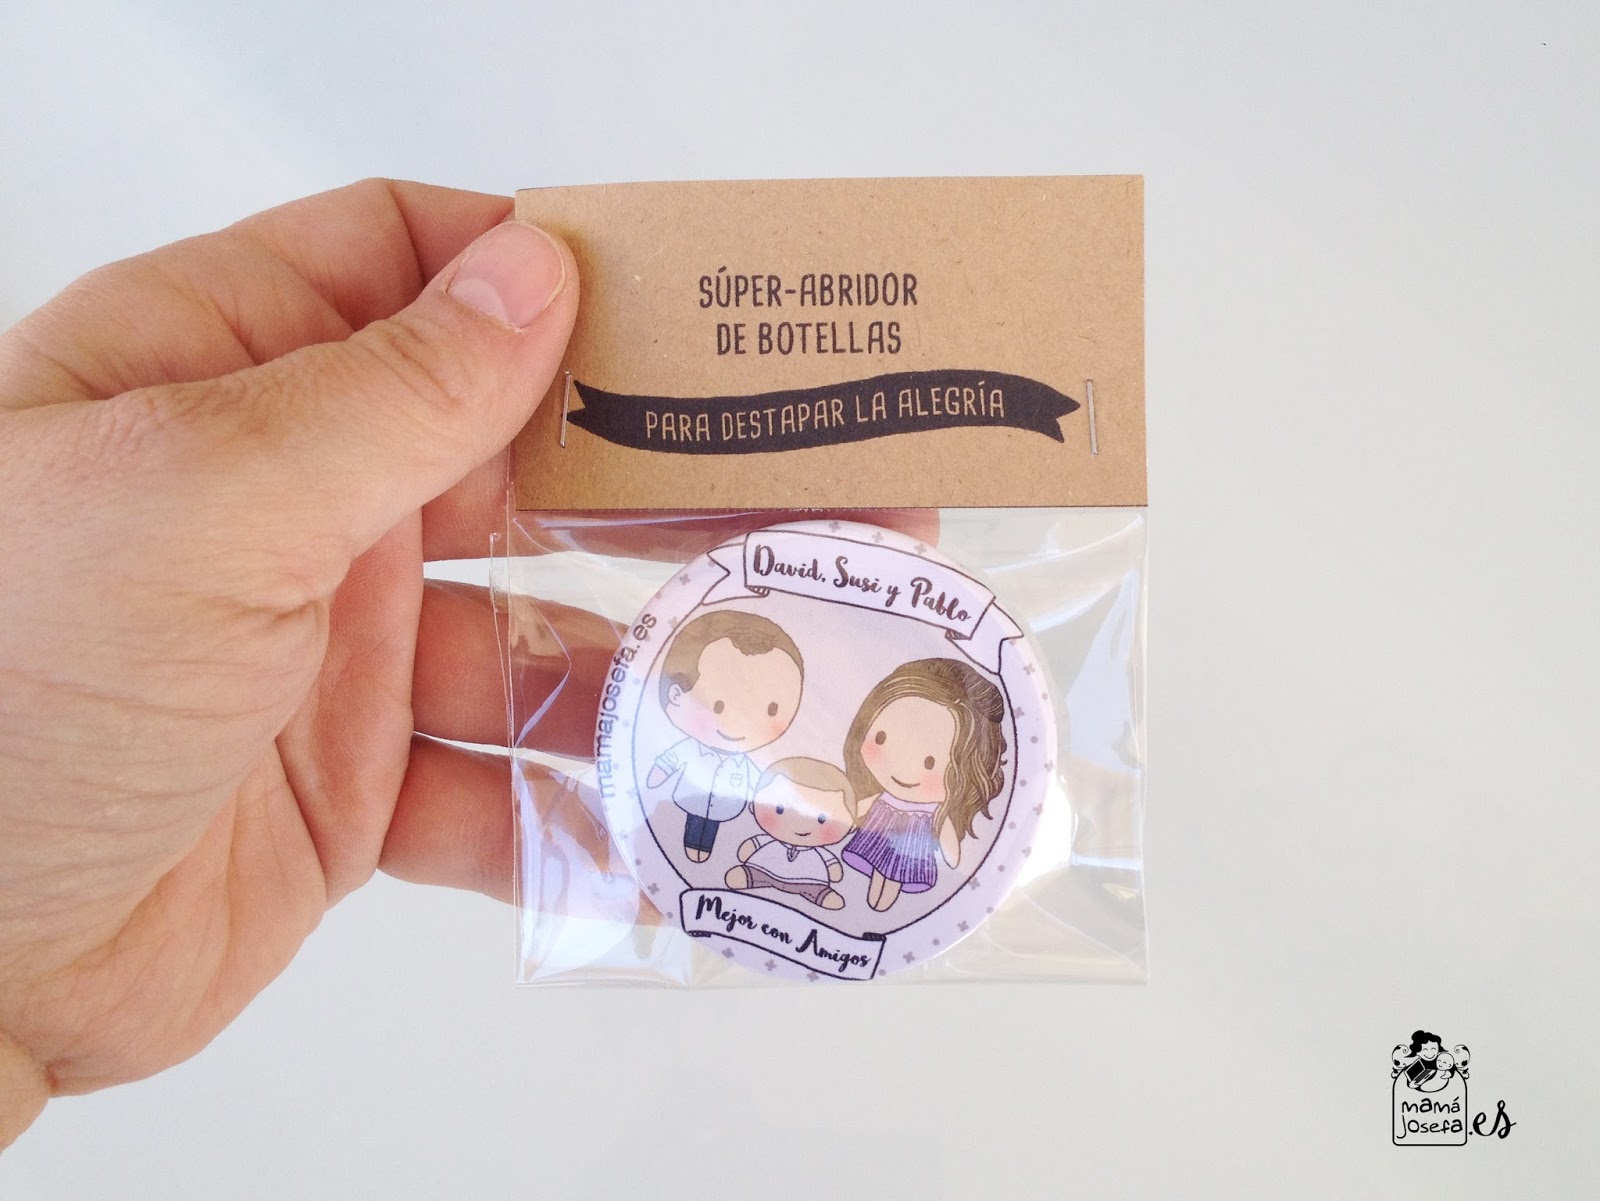 SÚPER-ABRIDOR
DE BOTELLAS
PARA DESTAPAR LA ALEGRÍA
David, Susi y Pablo
mamajosefa.es
Mejor con Amigos
mamá
josefa.es